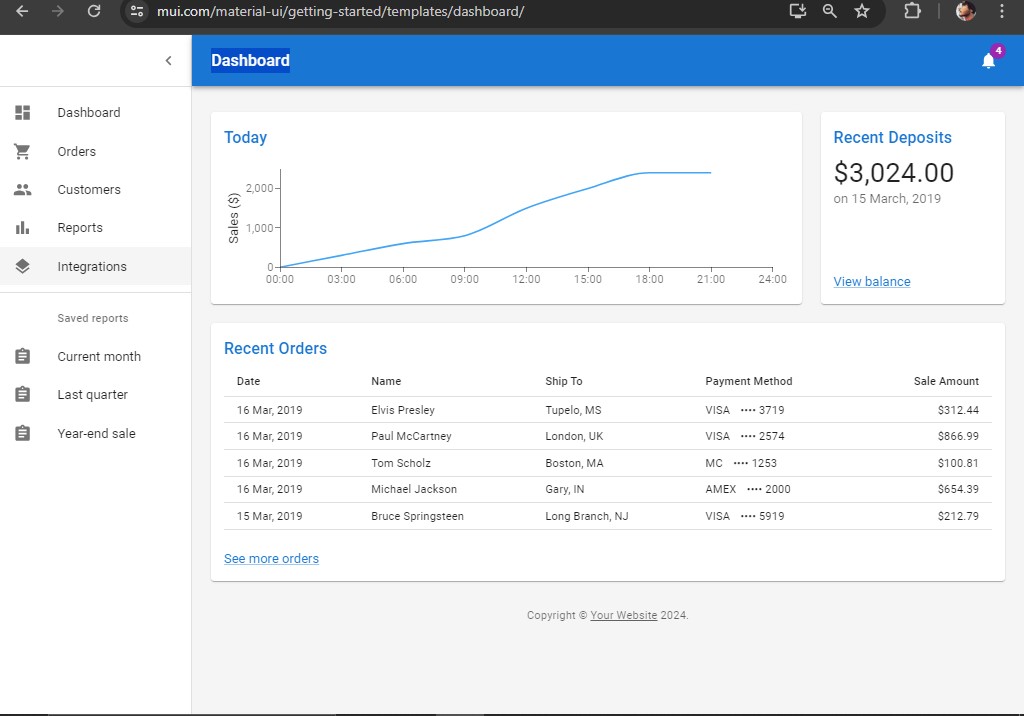 mui.com/material-ui/getting-started/templates/dashboard/
Dashboard
4
Dashboard
Orders
Customers
Reports
Integrations
Saved reports
Current month
Last quarter
Year-end sale
Today
Sales ($)
2,000
1,000
0
00:00 03:00 06:00 09:00 12:00 15:00 18:00 21:00 24:00
Recent Deposits
$3,024.00
on 15 March, 2019
View balance
Recent Orders
Date Name Ship To Payment Method Sale Amount
16 Mar, 2019 Elvis Presley Tupelo, MS VISA •••• 3719 $312.44
16 Mar, 2019 Paul McCartney London, UK VISA •••• 2574 $866.99
16 Mar, 2019 Tom Scholz Boston, MA MC •••• 1253 $100.81
16 Mar, 2019 Michael Jackson Gary, IN AMEX •••• 2000 $654.39
15 Mar, 2019 Bruce Springsteen Long Branch, NJ VISA •••• 5919 $212.79
See more orders
Copyright © Your Website 2024.